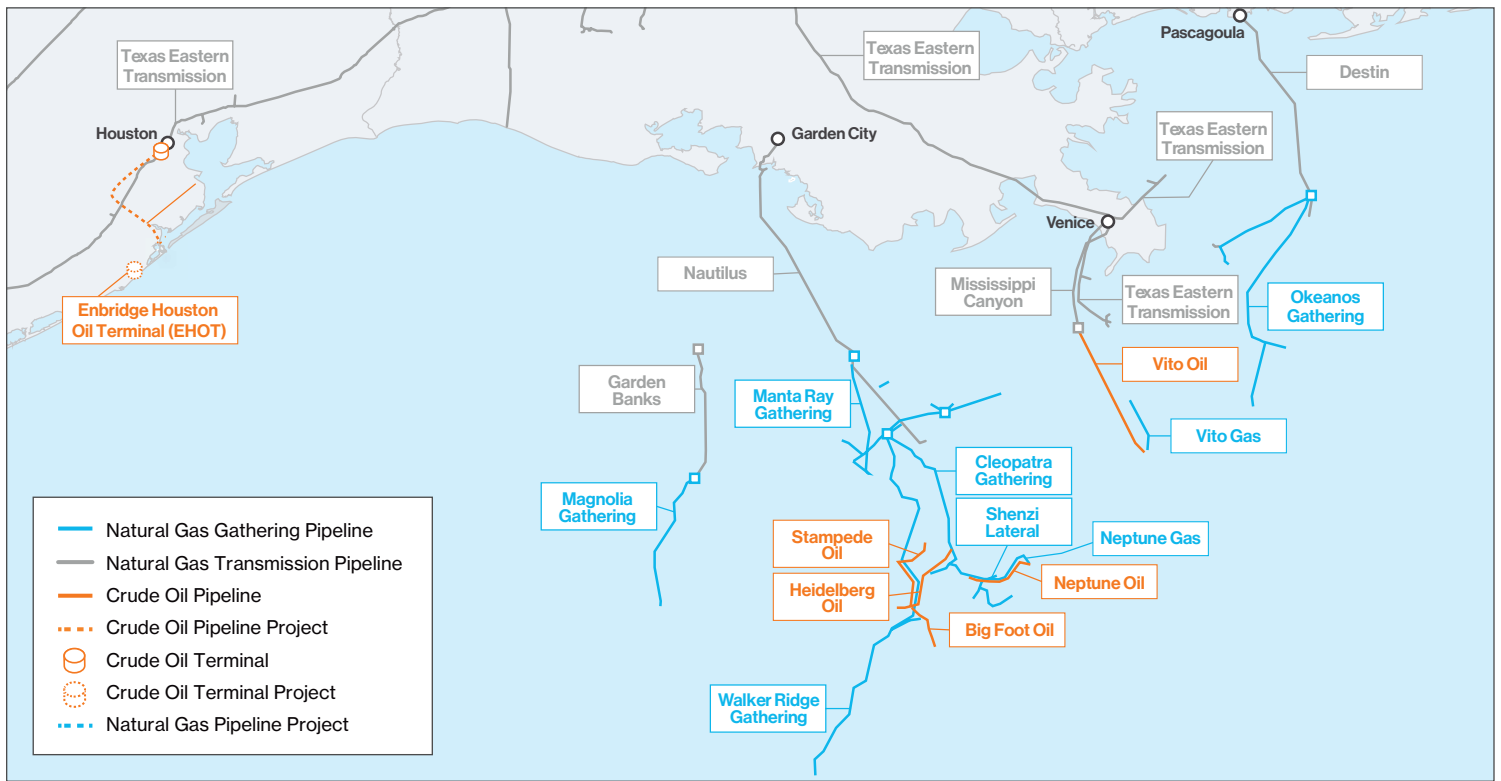 Pascagoula
Texas Eastern
Transmission
Texas Eastern
Transmission
Destin
Houston
Garden City
Texas Eastern
Transmission
Venice
Nautilus
Mississippi
Canyon
Texas Eastern
Transmission
Okeanos
Gathering
Enbridge Houston
Oil Terminal (EHOT)
Vito Oil
Garden
Banks
Manta Ray
Gathering
Vito Gas
Cleopatra
Gathering
Magnolia
Gathering
Shenzi
Lateral
Stampede
Oil
Neptune Gas
Heidelberg
Oil
Neptune Oil
Big Foot Oil
Walker Ridge
Gathering
Natural Gas Gathering Pipeline
Natural Gas Transmission Pipeline
Crude Oil Pipeline
Crude Oil Pipeline Project
Crude Oil Terminal
Crude Oil Terminal Project
Natural Gas Pipeline Project